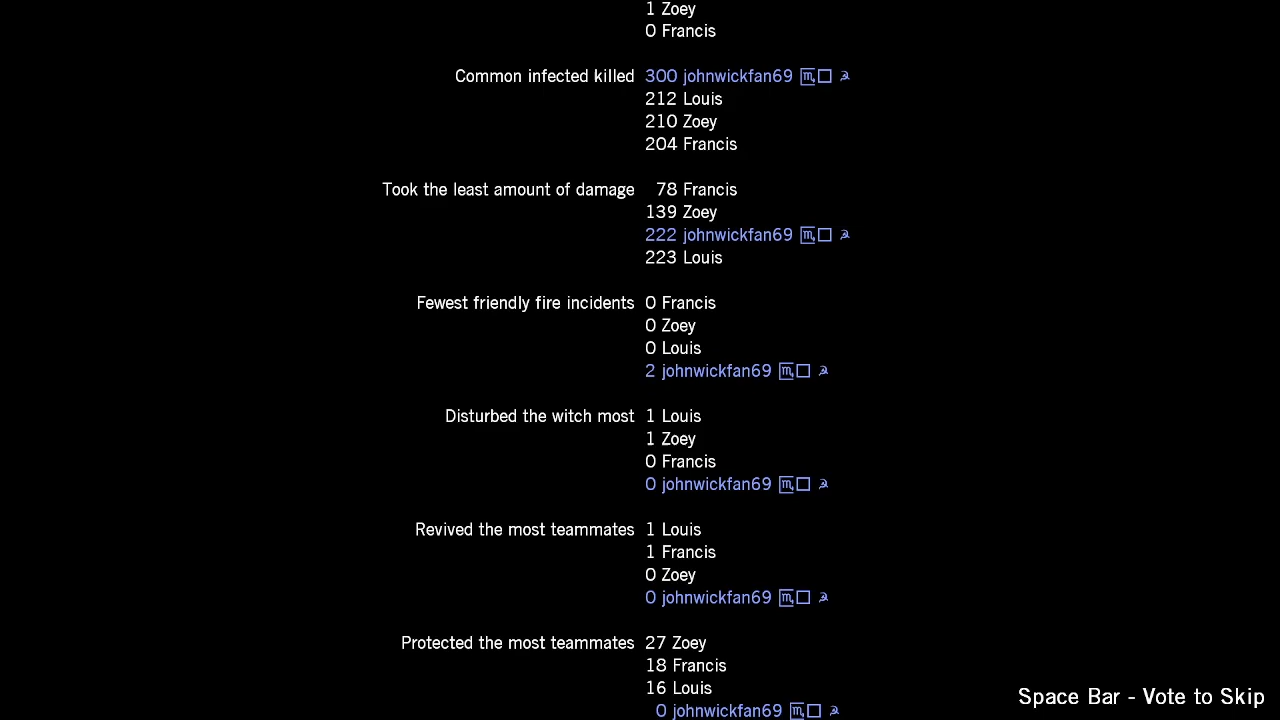 1 Zoey
0 Francis
Common infected killed 300 johnwickfan69 ♏□ ☭
212 Louis
210 Zoey
204 Francis
Took the least amount of damage 78 Francis
139 Zoey
222 johnwickfan69 ♏□ ☭
223 Louis
Fewest friendly fire incidents 0 Francis
0 Zoey
0 Louis
2 johnwickfan69 ♏□ ☭
Disturbed the witch most 1 Louis
1 Zoey
0 Francis
0 johnwickfan69 ♏□ ☭
Revived the most teammates 1 Louis
1 Francis
0 Zoey
0 johnwickfan69 ♏□ ☭
Protected the most teammates 27 Zoey
18 Francis
16 Louis
0 johnwickfan69 ♏□ ☭
Space Bar - Vote to Skip